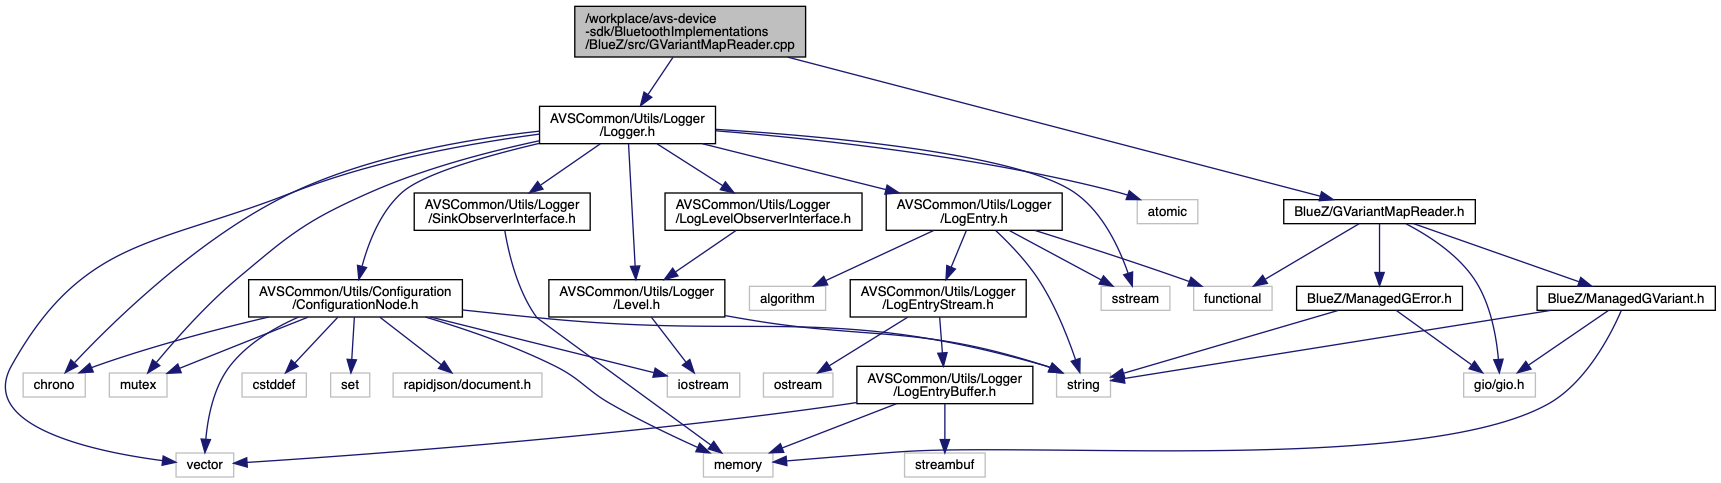 /workplace/avs-device
-sdk/BluetoothImplementations
/BlueZ/src/GVariantMapReader.cpp
AVSCommon/Utils/Logger
/Logger.h
AVSCommon/Utils/Logger
/SinkObserverInterface.h
AVSCommon/Utils/Logger
/LogLevelObserverInterface.h
AVSCommon/Utils/Logger
/LogEntry.h
atomic
BlueZ/GVariantMapReader.h
AVSCommon/Utils/Configuration
/ConfigurationNode.h
AVSCommon/Utils/Logger
/Level.h
algorithm
AVSCommon/Utils/Logger
/LogEntryStream.h
sstream
functional
BlueZ/ManagedGError.h
BlueZ/ManagedGVariant.h
chrono
mutex
cstddef
set
rapidjson/document.h
iostream
ostream
AVSCommon/Utils/Logger
/LogEntryBuffer.h
string
gio/gio.h
vector
memory
streambuf